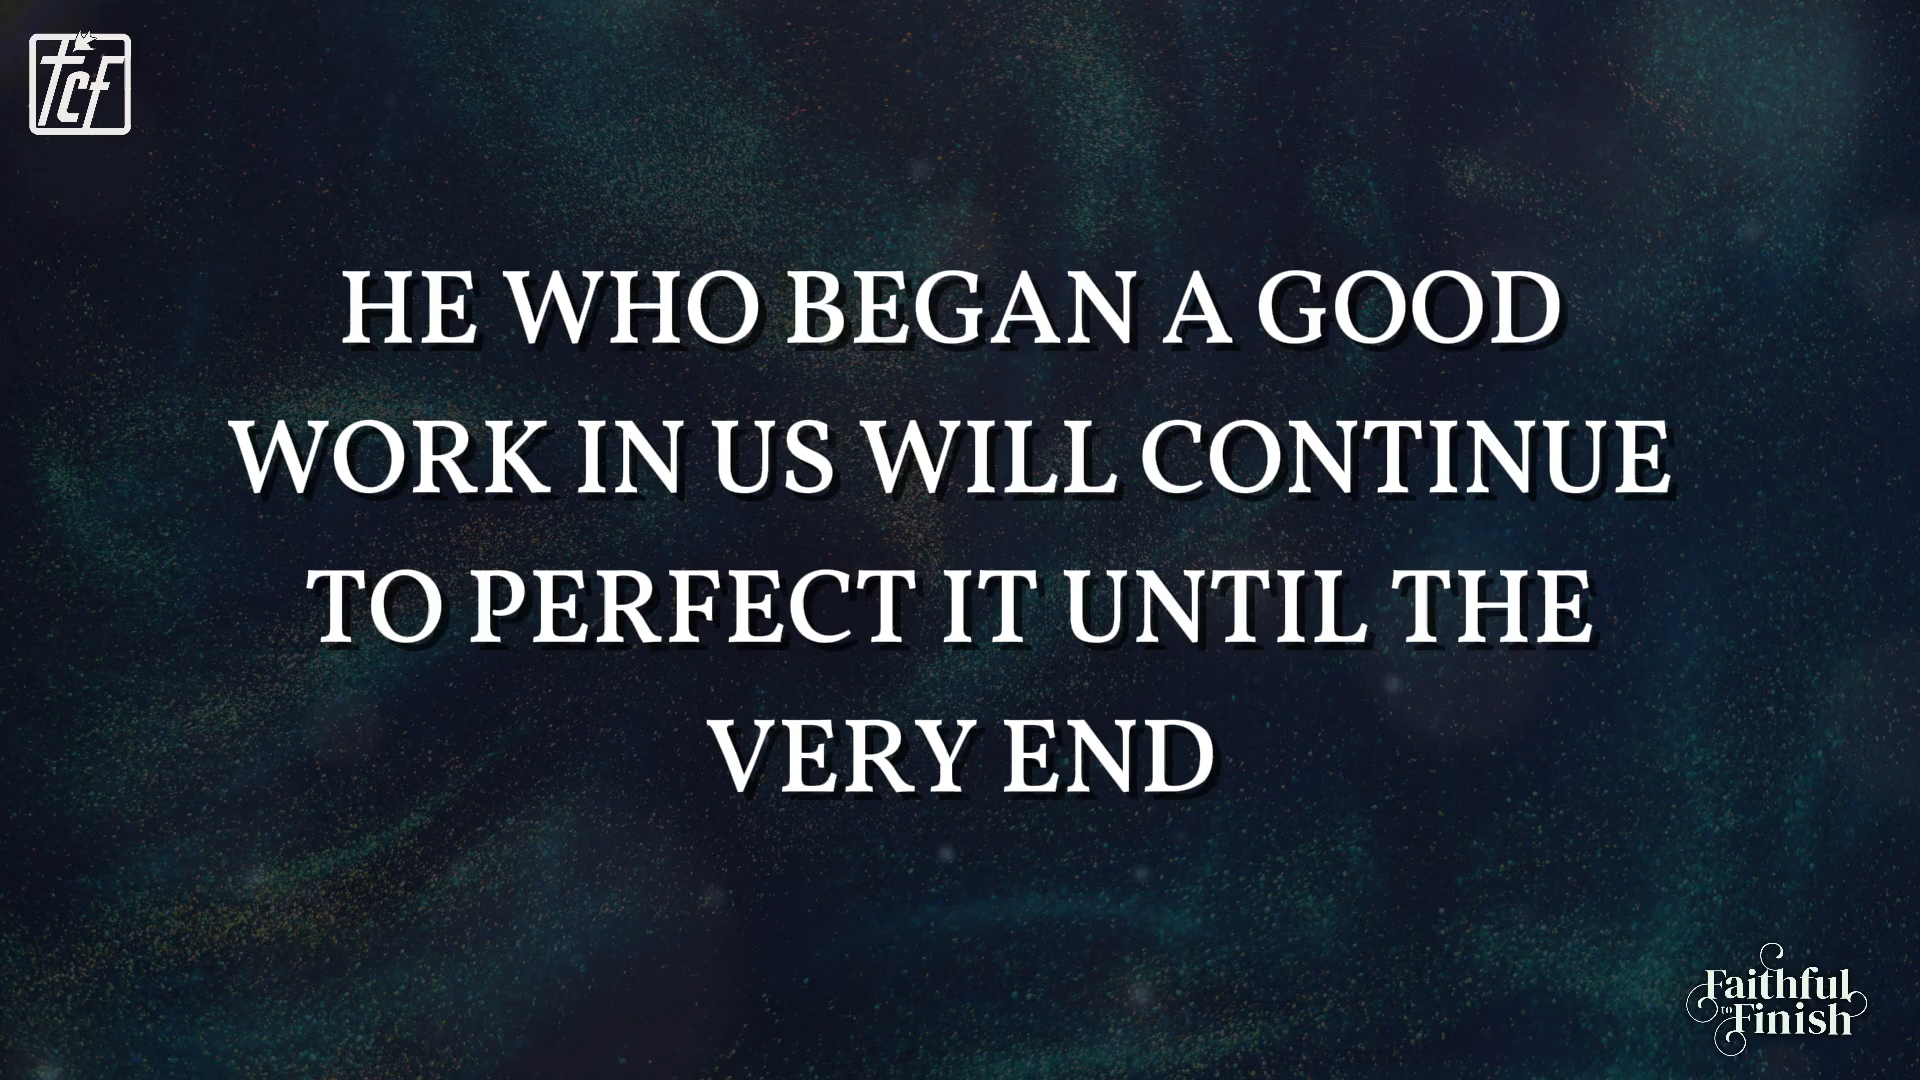 tcf
HE WHO BEGAN A GOOD
WORK IN US WILL CONTINUE
TO PERFECT IT UNTIL THE
VERY END
Faithful
to Finish